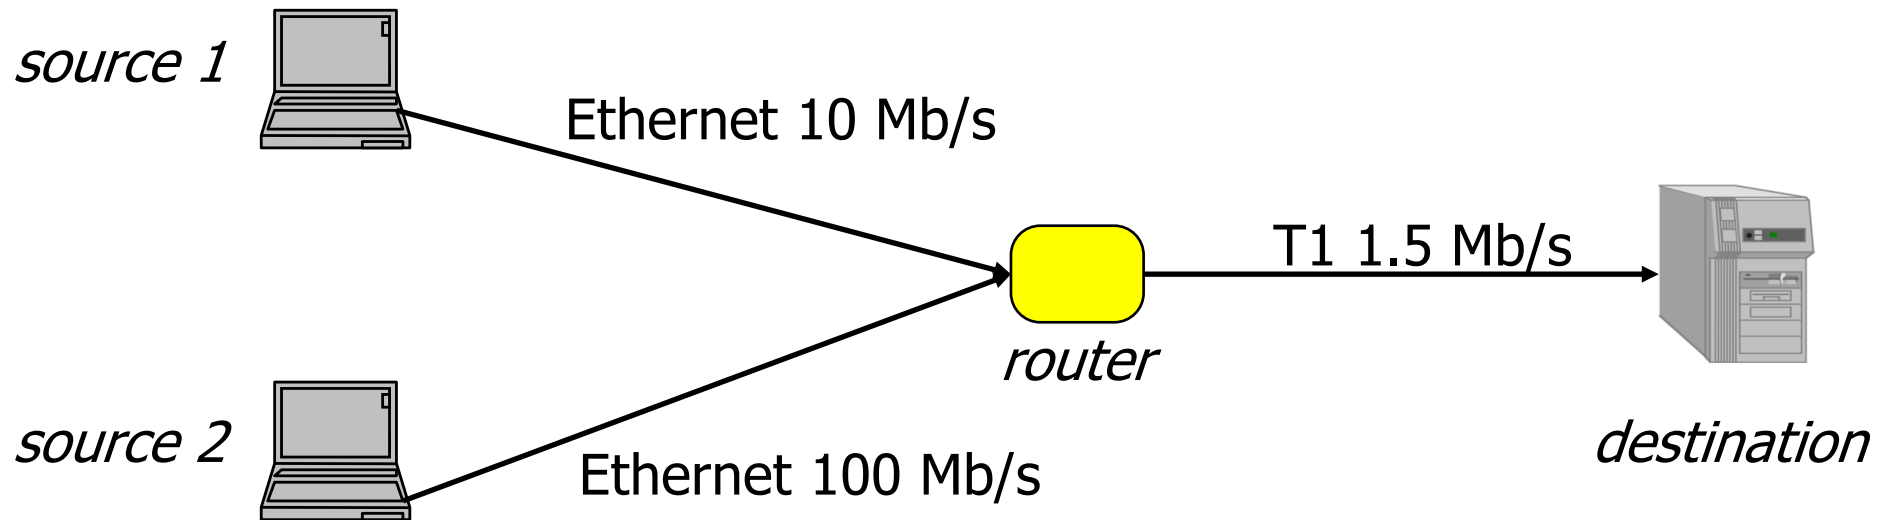 source 1
Ethernet 10 Mb/s
T1 1.5 Mb/s
router
source 2
Ethernet 100 Mb/s
destination